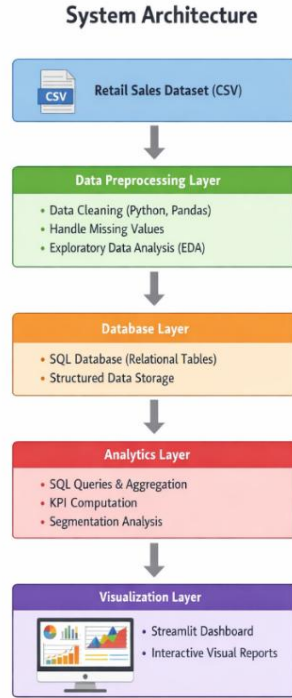 System Architecture
CSV
Retail Sales Dataset (CSV)
Data Preprocessing Layer
• Data Cleaning (Python, Pandas)
• Handle Missing Values
• Exploratory Data Analysis (EDA)
Database Layer
• SQL Database (Relational Tables)
• Structured Data Storage
Analytics Layer
• SQL Queries & Aggregation
• KPI Computation
• Segmentation Analysis
Visualization Layer
• Streamlit Dashboard
• Interactive Visual Reports